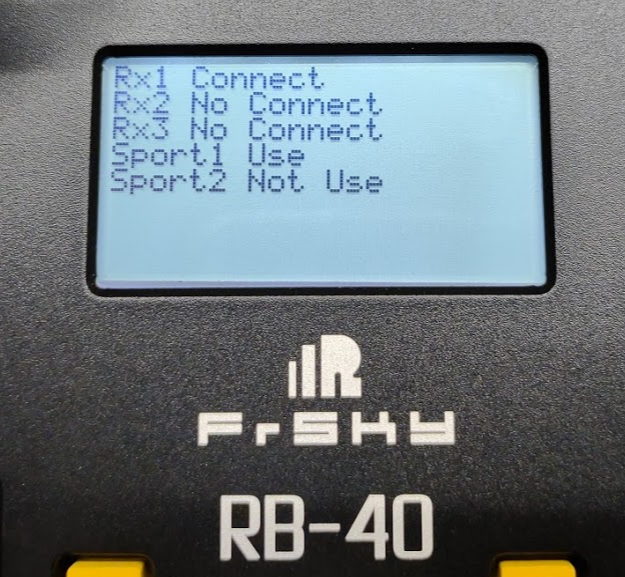 Rx1 Connect
Rx2 No Connect
Rx3 No Connect
Sport1 Use
Sport2 Not Use
FrSKY
RB-40